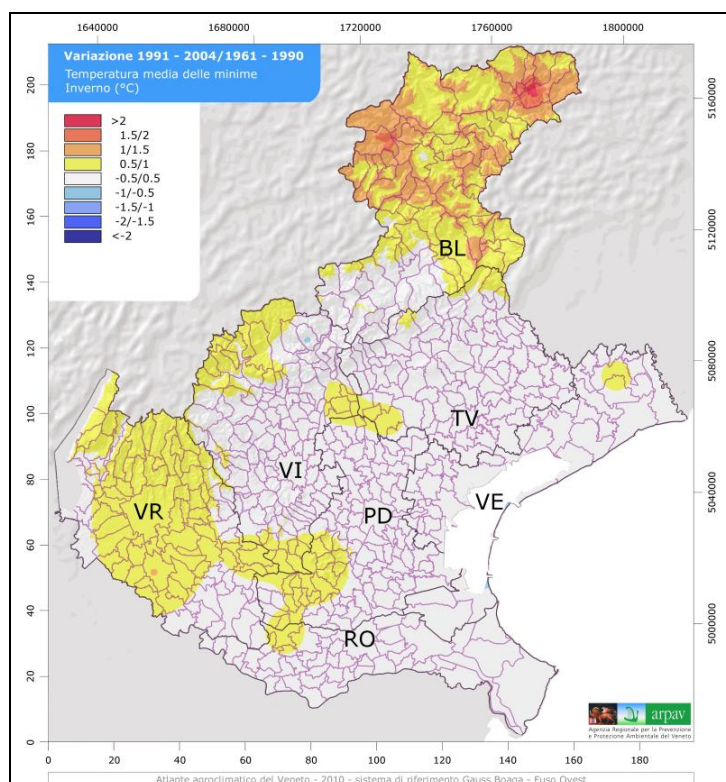 1640000 1680000 1720000 1760000 1800000
Variazione 1991 - 2004/1961 - 1990
Temperatura media delle minime
Inverno (°C)
>2
1.5/2
1/1.5
0.5/1
-0.5/0.5
-1/-0.5
-1.5/-1
-2/-1.5
<-2
200
180
160
140
120
100
80
60
40
20
0
5160000
5120000
5080000
5040000
5000000
BL
TV
VI
VR
PD
VE
RO
arpav
Agenzia Regionale per la Prevenzione
e Protezione Ambientale del Veneto
0 20 40 60 80 100 120 140 160 180
Atlante agroclimatico del Veneto - 2010 - sistema di riferimento Gauss Boaga - Fuso Ovest